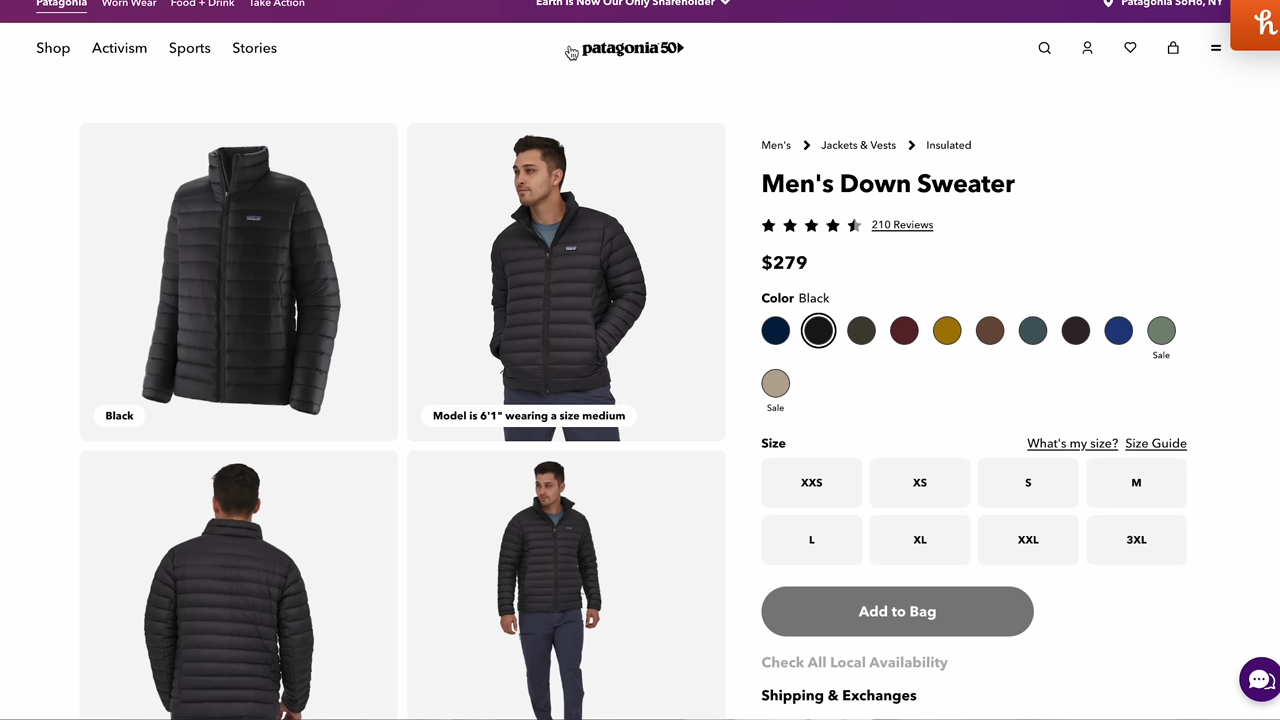 Patagonia Worn Wear Food + Drink Take Action
Earth Is Now Our Only Shareholder
Patagonia SoHo, NY
Shop Activism Sports Stories
patagonia 50
h
Men's Jackets & Vests Insulated
Men's Down Sweater
210 Reviews
$279
Color Black
Sale
Sale
Black
Model is 6'1" wearing a size medium
Size What's my size? Size Guide
XXS XS S M
L XL XXL 3XL
Add to Bag
Check All Local Availability
Shipping & Exchanges